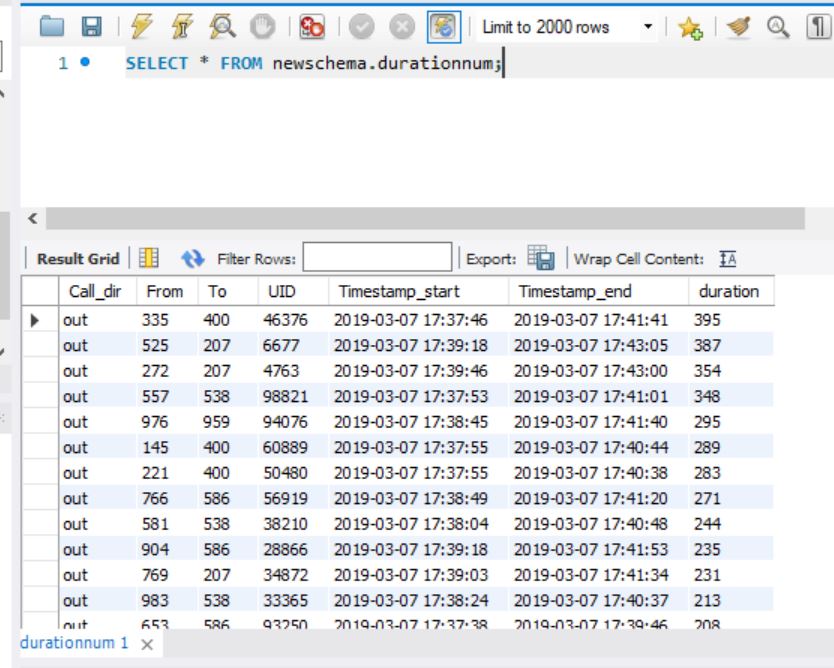 Limit to 2000 rows
1 SELECT * FROM newschema.durationnum;
Result Grid Filter Rows: Export: Wrap Cell Content: IA
Call_dir From To UID Timestamp_start Timestamp_end duration
out 335 400 46376 2019-03-07 17:37:46 2019-03-07 17:41:41 395
out 525 207 6677 2019-03-07 17:39:18 2019-03-07 17:43:05 387
out 272 207 4763 2019-03-07 17:39:46 2019-03-07 17:43:00 354
out 557 538 98821 2019-03-07 17:37:53 2019-03-07 17:41:01 348
out 976 959 94076 2019-03-07 17:38:45 2019-03-07 17:41:40 295
out 145 400 60889 2019-03-07 17:37:55 2019-03-07 17:40:44 289
out 221 400 50480 2019-03-07 17:37:55 2019-03-07 17:40:38 283
out 766 586 56919 2019-03-07 17:38:49 2019-03-07 17:41:20 271
out 581 538 38210 2019-03-07 17:38:04 2019-03-07 17:40:48 244
out 904 586 28866 2019-03-07 17:39:18 2019-03-07 17:41:53 235
out 769 207 34872 2019-03-07 17:39:03 2019-03-07 17:41:34 231
out 983 538 33365 2019-03-07 17:38:24 2019-03-07 17:40:37 213
out 653 586 93250 2019-03-07 17:37:38 2019-03-07 17:39:46 208
durationnum 1